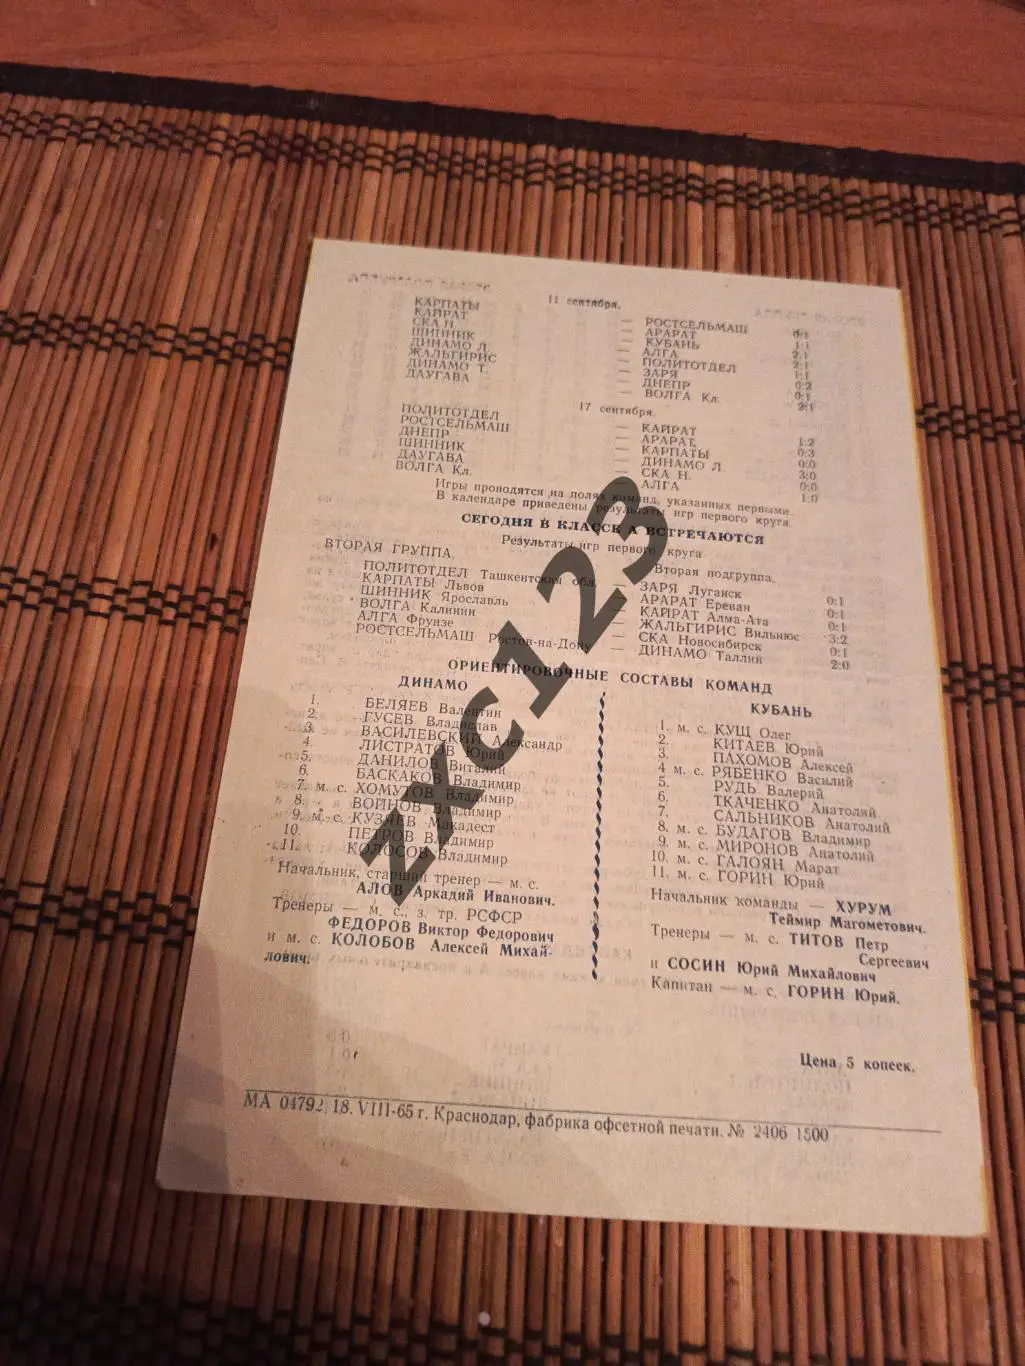 11 сентября.
КАРПАТЫ — РОСТСЕЛЬМАШ 0:1
КАЙРАТ — АРАРАТ 1:1
СКА Н. — КУБАНЬ 2:1
ШИННИК — АЛГА 2:1
ДИНАМО Л. — ПОЛИТОТДЕЛ 1:1
ЖАЛЬГИРИС — ЗАРЯ 0:2
ДИНАМО Т. — ДНЕПР 0:1
ДАУГАВА — ВОЛГА Кл. 2:1
17 сентября.
ПОЛИТОТДЕЛ — КАЙРАТ 1:2
РОСТСЕЛЬМАШ — АРАРАТ 0:3
ДНЕПР — КАРПАТЫ 0:0
ШИННИК — ДИНАМО Л. 3:0
ДАУГАВА — СКА Н. 0:0
ВОЛГА Кл. — АЛГА 1:0
Игры проводятся на полях команд, указанных первыми.
В календаре приведены результаты игр первого круга
СЕГОДНЯ В КЛАССЕ А ВСТРЕЧАЮТСЯ
Результаты игр первого круга
ВТОРАЯ ГРУППА. Вторая подгруппа.
ПОЛИТОТДЕЛ Ташкентская обл. — ЗАРЯ Луганск 0:1
КАРПАТЫ Львов — АРАРАТ Ереван 0:1
ШИННИК Ярославль — КАЙРАТ Алма-Ата 0:1
ВОЛГА Калинин — ЖАЛЬГИРИС Вильнюс 3:2
АЛГА Фрунзе — СКА Новосибирск 0:1
РОСТСЕЛЬМАШ Ростов-на-Дону — ДИНАМО Таллин 2:0
ОРИЕНТИРОВОЧНЫЕ СОСТАВЫ КОМАНД
ДИНАМО
1. БЕЛЯЕВ Валентин
2. ГУСЕВ Владислав
3. ВАСИЛЕВСКИЙ Александр
4. ЛИСТРАТОВ Юрий
5. ДАНИЛОВ Виталий
6. БАСКАКОВ Владимир
7. м. с. ХОМУТОВ Владимир
8. ВОИНОВ Владимир
9. м. с. КУЗЯЕВ Макадест
10. ПЕТРОВ Владимир
11. КОЛОСОВ Владимир
Начальник, старший тренер — м. с.
АЛОВ Аркадий Иванович.
Тренеры — м. с., з. тр. РСФСР
ФЕДОРОВ Виктор Федорович
и м. с. КОЛОБОВ Алексей Михай-
лович.
КУБАНЬ
1. м. с. КУЩ Олег
2. КИТАЕВ Юрий
3. ПАХОМОВ Алексей
4 м. с. РЯБЕНКО Василий
5. РУДЬ Валерий
6. ТКАЧЕНКО Анатолий
7. САЛЬНИКОВ Анатолий
8. м. с. БУДАГОВ Владимир
9. м. с. МИРОНОВ Анатолий
10. м. с. ГАЛОЯН Марат
11. м. с. ГОРИН Юрий
Начальник команды — ХУРУМ
Теймир Магометович.
Тренеры — м. с. ТИТОВ Петр
Сергеевич
и СОСИН Юрий Михайлович
Капитан — м. с. ГОРИН Юрий.
Цена 5 копеек.
МА 04792, 18. VIII-65 г. Краснодар, фабрика офсетной печати. № 2406 1500
zxc123